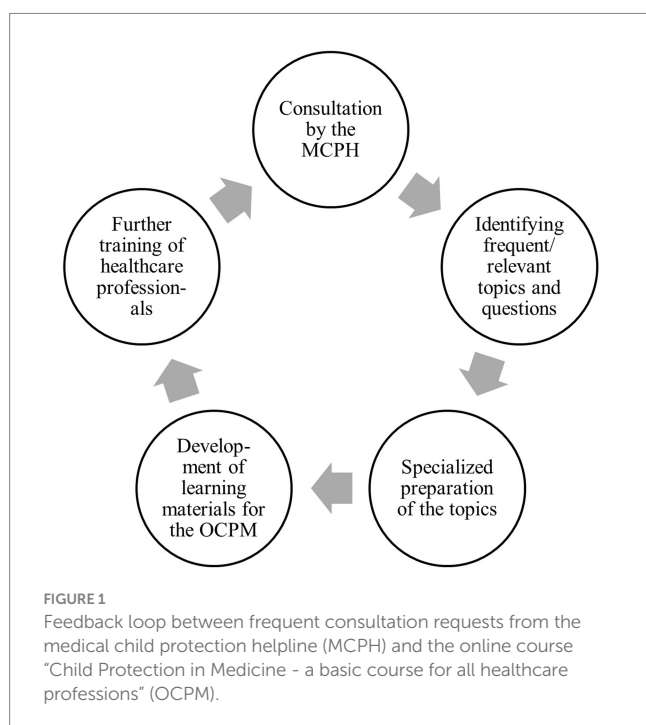 Consultation
by the
MCPH
Identifying
frequent/
relevant
topics and
questions
Specialized
preparation
of the topics
Develop-
ment of
learning
materials for
the OCPM
Further
training of
healthcare
profession-
als
FIGURE 1
Feedback loop between frequent consultation requests from the
medical child protection helpline (MCPH) and the online course
“Child Protection in Medicine - a basic course for all healthcare
professions” (OCPM).